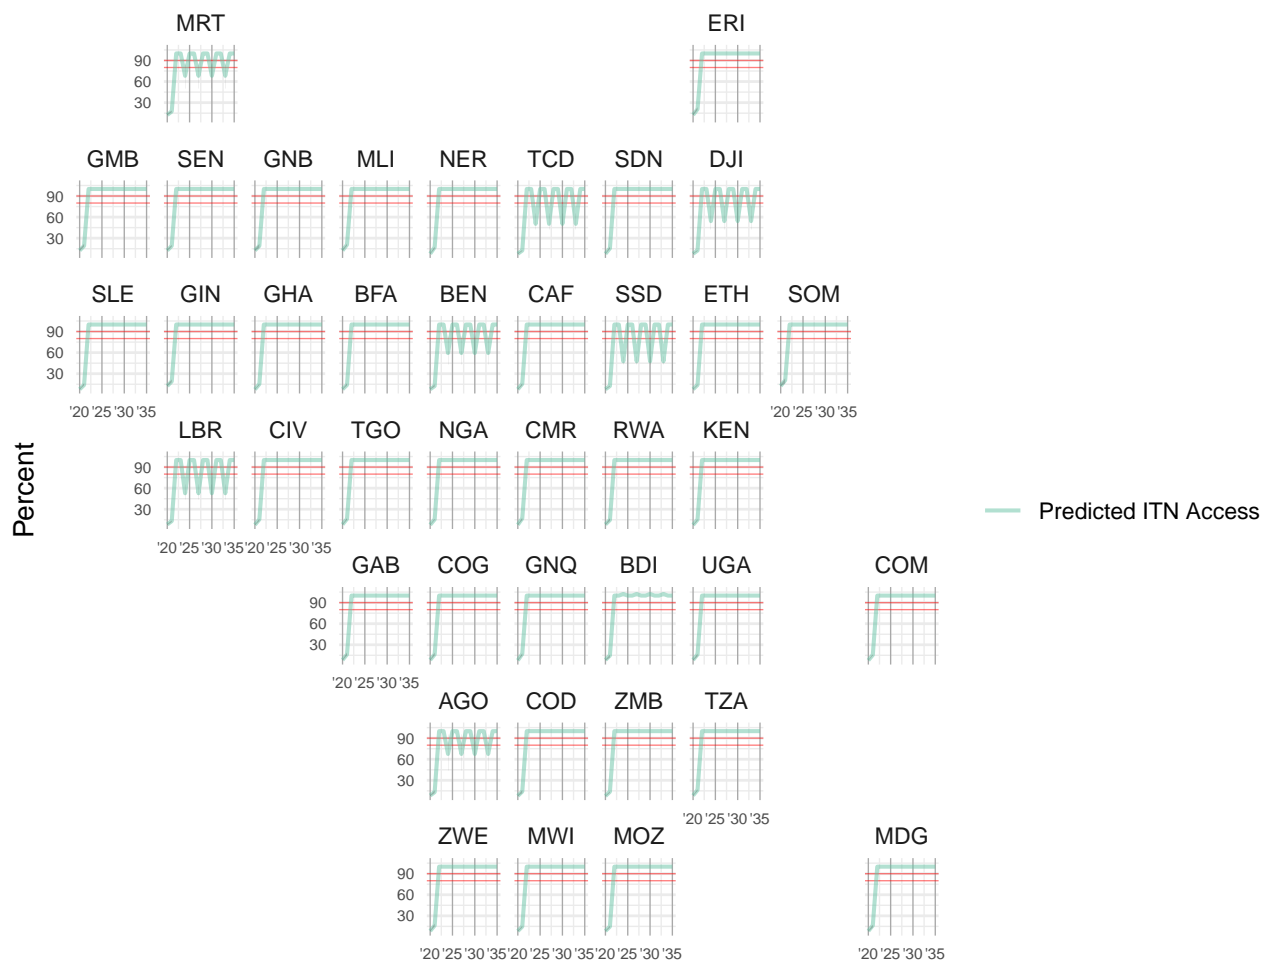 MRT ERI
90
60
30
GMB SEN GNB MLI NER TCD SDN DJI
90
60
30
SLE GIN GHA BFA BEN CAF SSD ETH SOM
90
60
30
'20 '25 '30 '35 '20 '25 '30 '35
LBR CIV TGO NGA CMR RWA KEN
90
60
30
'20 '25 '30 '35 '20 '25 '30 '35
GAB COG GNQ BDI UGA COM
90
60
30
'20 '25 '30 '35
AGO COD ZMB TZA
90
60
30
'20 '25 '30 '35
ZWE MWI MOZ MDG
90
60
30
'20 '25 '30 '35 '20 '25 '30 '35 '20 '25 '30 '35 '20 '25 '30 '35
Percent
Predicted ITN Access